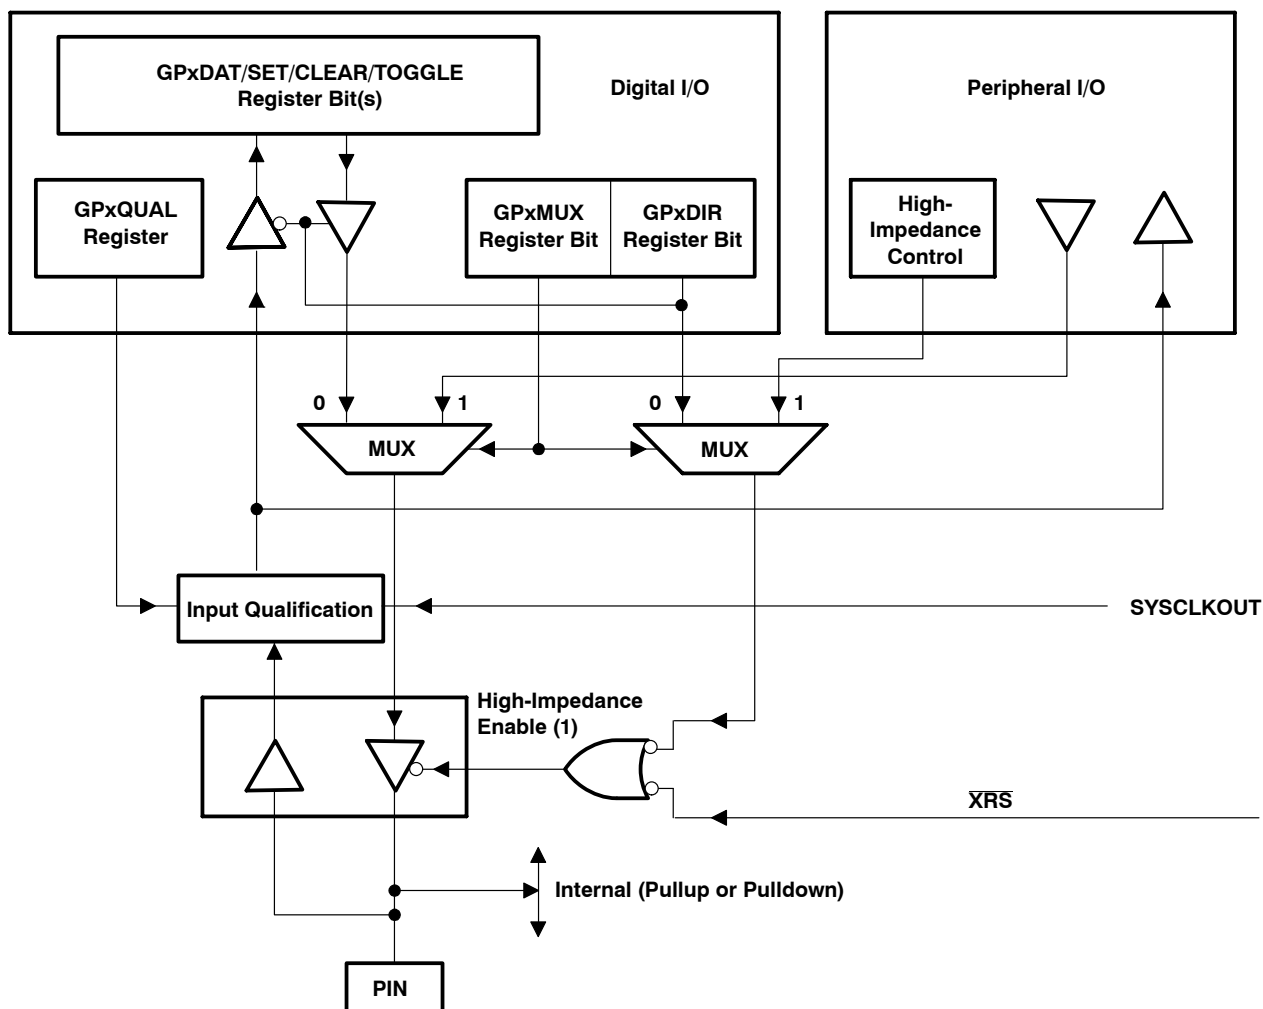 GPxDAT/SET/CLEAR/TOGGLE
Register Bit(s)
Digital I/O
Peripheral I/O
GPxQUAL
Register
GPxMUX
Register Bit
GPxDIR
Register Bit
High-
Impedance
Control
0
1
0
1
MUX
MUX
Input Qualification
SYSCLKOUT
High-Impedance
Enable (1)
XRS
Internal (Pullup or Pulldown)
PIN